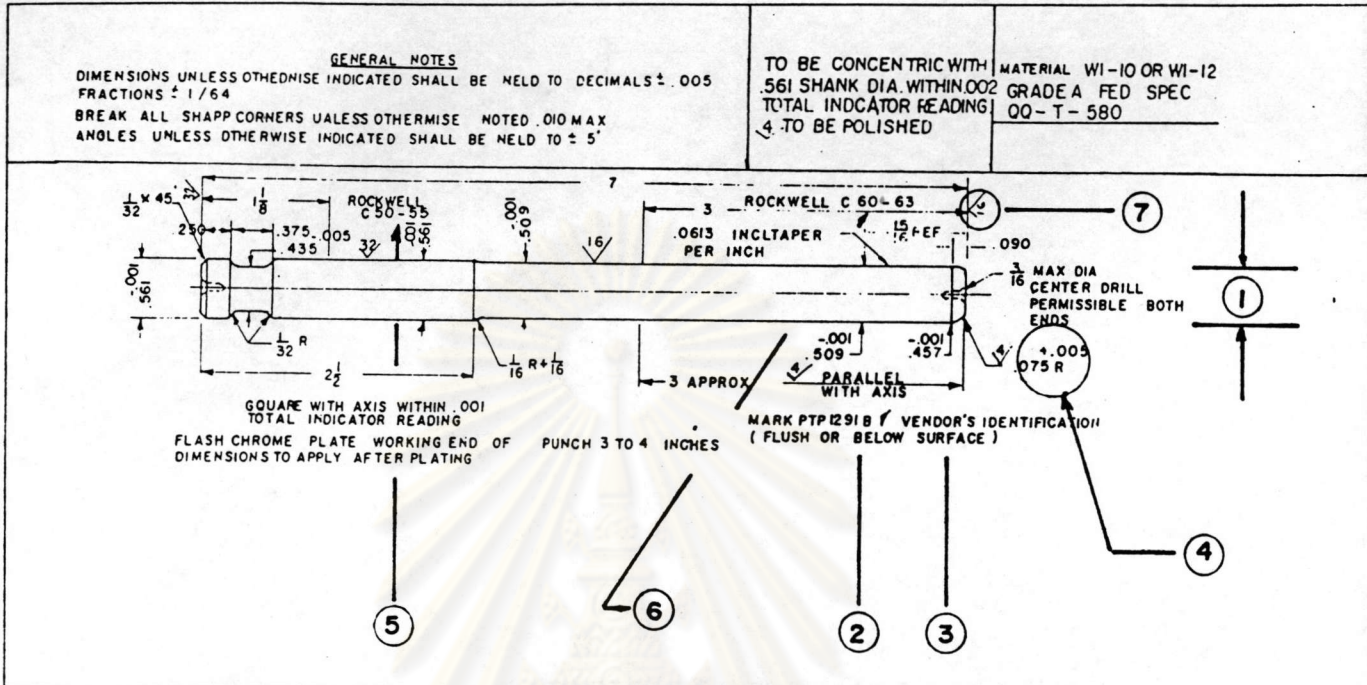 GENERAL NOTES
DIMENSIONS UNLESS OTHEDNISE INDICATED SHALL BE NELD TO DECIMALS ± .005
FRACTIONS ± 1/64
BREAK ALL SHAPP CORNERS UALESS OTHERMISE NOTED .010 MAX
ANGLES UNLESS OTHERWISE INDICATED SHALL BE NELD TO ± 5'
TO BE CONCENTRIC WITH
.561 SHANK DIA. WITHIN.002
TOTAL INDCATOR READING
4 TO BE POLISHED
MATERIAL WI-10 OR WI-12
GRADE A FED SPEC
QQ-T-580
7
32
1/32 × 45°
1 1/8
ROCKWELL
C 50-55
3
ROCKWELL C 60-63
7
.250
.375
-.005
.435
32
-.001
.561
-.001
.509
16
.0613 INCLTAPER
PER INCH
15/16 REF
.090
-.001
.561
3/16 MAX DIA
CENTER DRILL
PERMISSIBLE BOTH
ENDS
1
1/32 R
2 1/2
1/16 R+1/16
-.001
.509
-.001
.457
4
4
+.005
.075 R
3 APPROX
PARALLEL
WITH AXIS
GOUARE WITH AXIS WITHIN .001
TOTAL INDICATOR READING
MARK PTP 1291 B VENDOR'S IDENTIFICATION
( FLUSH OR BELOW SURFACE )
FLASH CHROME PLATE WORKING END OF PUNCH 3 TO 4 INCHES
DIMENSIONS TO APPLY AFTER PLATING
4
5
6
2
3